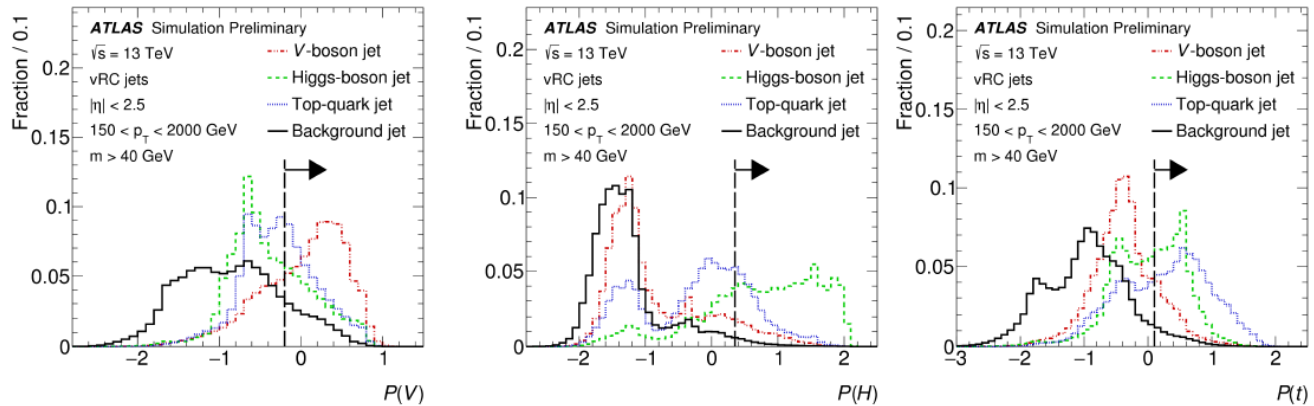 ATLAS Simulation Preliminary
√s = 13 TeV
vRC jets
|η| < 2.5
150 < p_T < 2000 GeV
m > 40 GeV
V-boson jet
Higgs-boson jet
Top-quark jet
Background jet
Fraction / 0.1
0.2
0.15
0.1
0.05
0
−2 −1 0 1
P(V)
ATLAS Simulation Preliminary
√s = 13 TeV
vRC jets
|η| < 2.5
150 < p_T < 2000 GeV
m > 40 GeV
V-boson jet
Higgs-boson jet
Top-quark jet
Background jet
Fraction / 0.1
0.2
0.15
0.1
0.05
0
−2 −1 0 1 2
P(H)
ATLAS Simulation Preliminary
√s = 13 TeV
vRC jets
|η| < 2.5
150 < p_T < 2000 GeV
m > 40 GeV
V-boson jet
Higgs-boson jet
Top-quark jet
Background jet
Fraction / 0.1
0.2
0.15
0.1
0.05
0
−3 −2 −1 0 1 2
P(t)